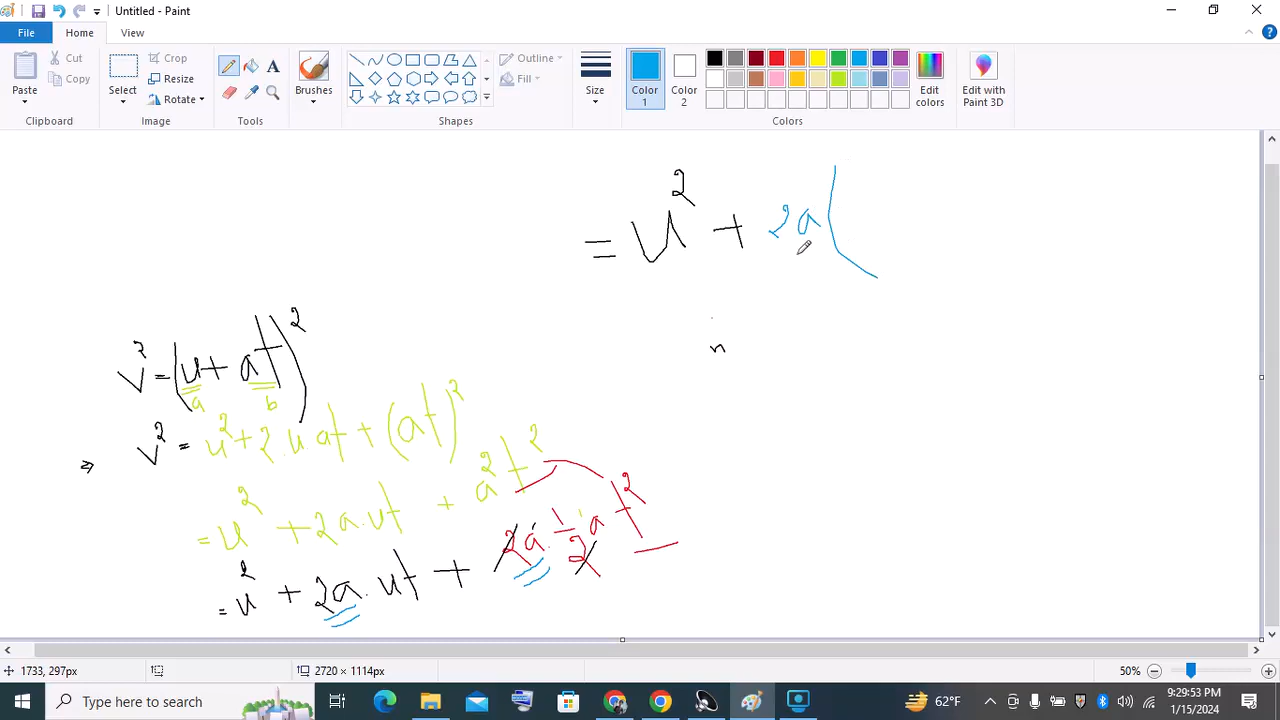 Untitled - Paint
File Home View
Paste Cut Copy Select Crop Resize Rotate Brushes Outline Fill Size Color 1 Color 2 Edit colors Edit with Paint 3D
Clipboard Image Tools Shapes Colors
= u² + 2a(
n
v² = (u + at)²
a b
⇒ v² = u² + 2.u at + (at)²
= u² + 2a.ut + a²t²
= u² + 2a.ut + 2a.1/2 a t²
1733, 297px 2720 × 1114px 50%
Type here to search 62°F 9:29:53 PM
1/15/2024